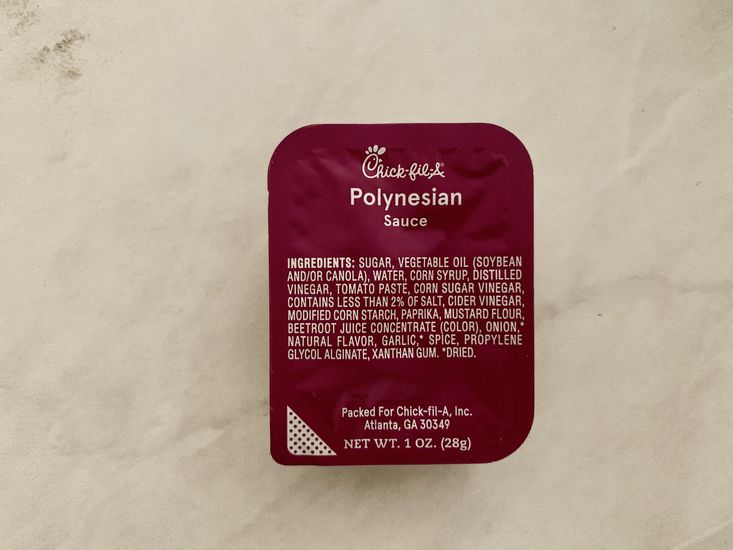 Chick-fil-A®
Polynesian
Sauce
INGREDIENTS: SUGAR, VEGETABLE OIL (SOYBEAN
AND/OR CANOLA), WATER, CORN SYRUP, DISTILLED
VINEGAR, TOMATO PASTE, CORN SUGAR VINEGAR,
CONTAINS LESS THAN 2% OF SALT, CIDER VINEGAR,
MODIFIED CORN STARCH, PAPRIKA, MUSTARD FLOUR,
BEETROOT JUICE CONCENTRATE (COLOR), ONION,*
NATURAL FLAVOR, GARLIC,* SPICE, PROPYLENE
GLYCOL ALGINATE, XANTHAN GUM. *DRIED.
Packed For Chick-fil-A, Inc.
Atlanta, GA 30349
NET WT. 1 OZ. (28g)